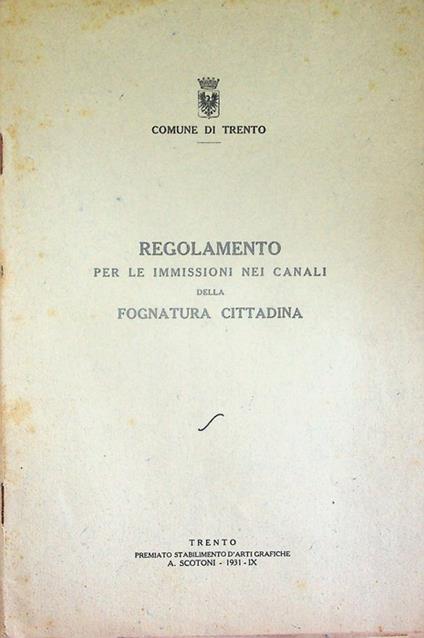 COMUNE DI TRENTO
REGOLAMENTO
PER LE IMMISSIONI NEI CANALI
DELLA
FOGNATURA CITTADINA
TRENTO
PREMIATO STABILIMENTO D'ARTI GRAFICHE
A. SCOTONI - 1931 - IX